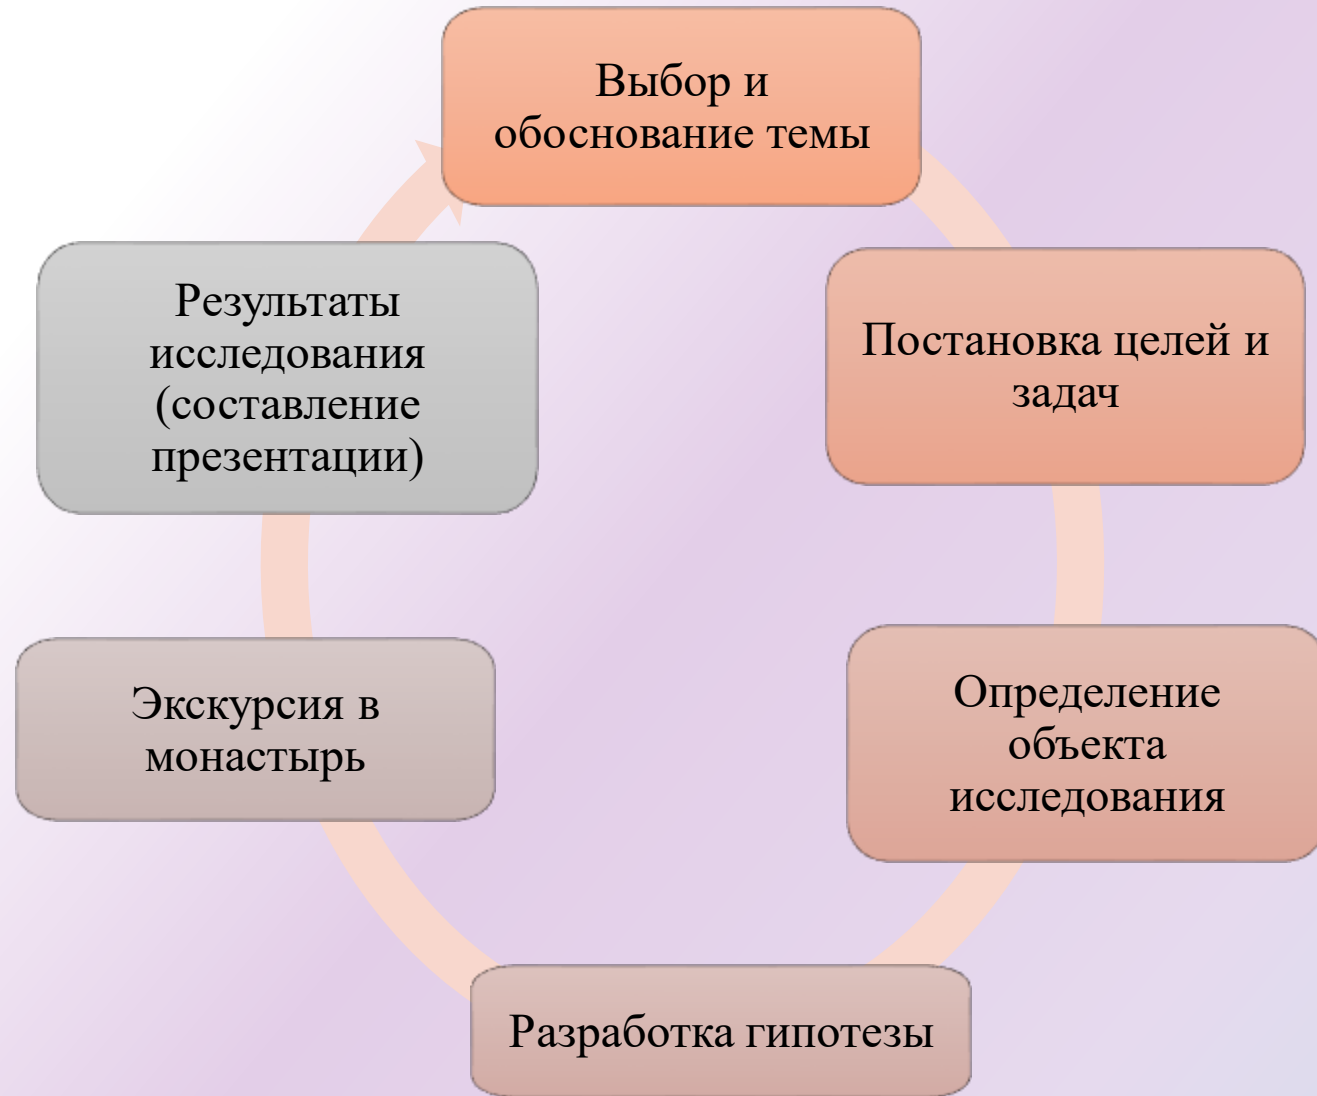 Выбор и
обоснование темы
Постановка целей и
задач
Определение
объекта
исследования
Разработка гипотезы
Экскурсия в
монастырь
Результаты
исследования
(составление
презентации)